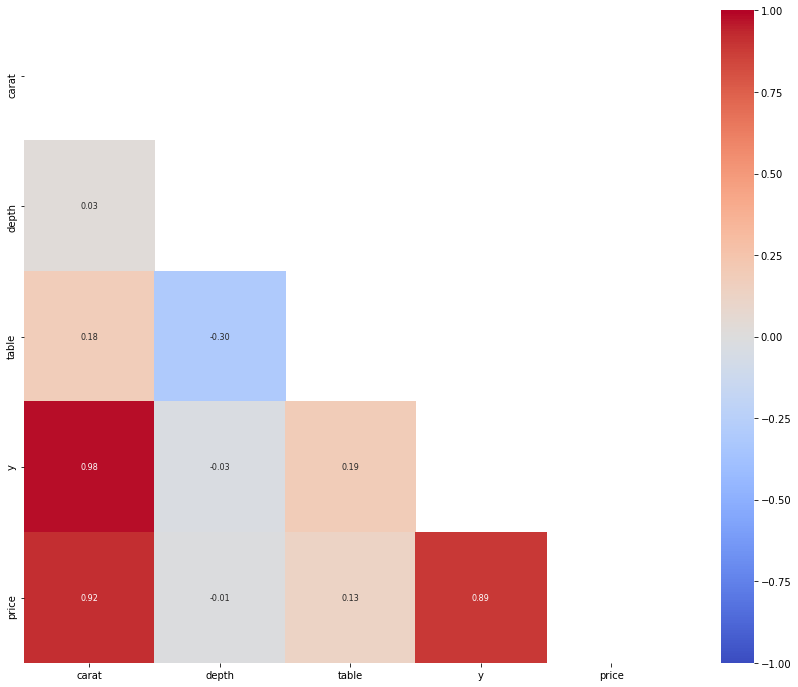 1.00
carat
0.75
0.03
depth
0.50
0.25
0.18 -0.30
table
0.00
−0.25
0.98 -0.03 0.19
y
−0.50
0.92 -0.01 0.13 0.89
price
−0.75
−1.00
carat depth table y price